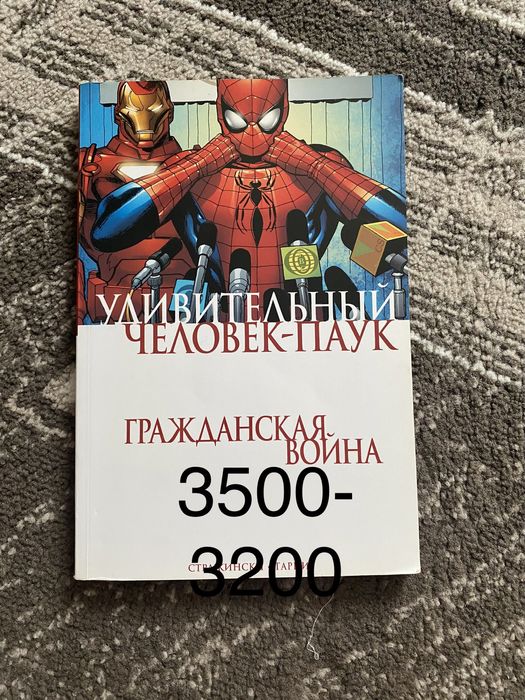 УДИВИТЕЛЬНЫЙ
ЧЕЛОВЕК-ПАУК
ГРАЖДАНСКАЯ
ВОЙНА
3500-
3200